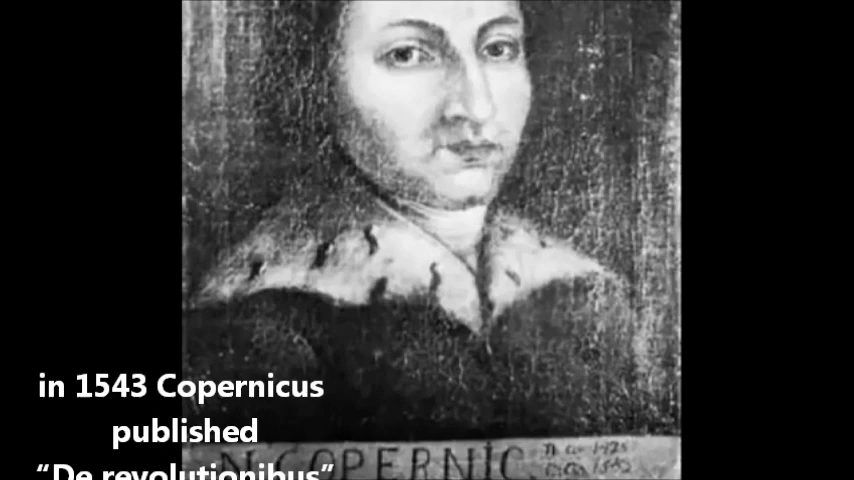 in 1543 Copernicus
published
“De revolutionibus”
N. COPERNIC